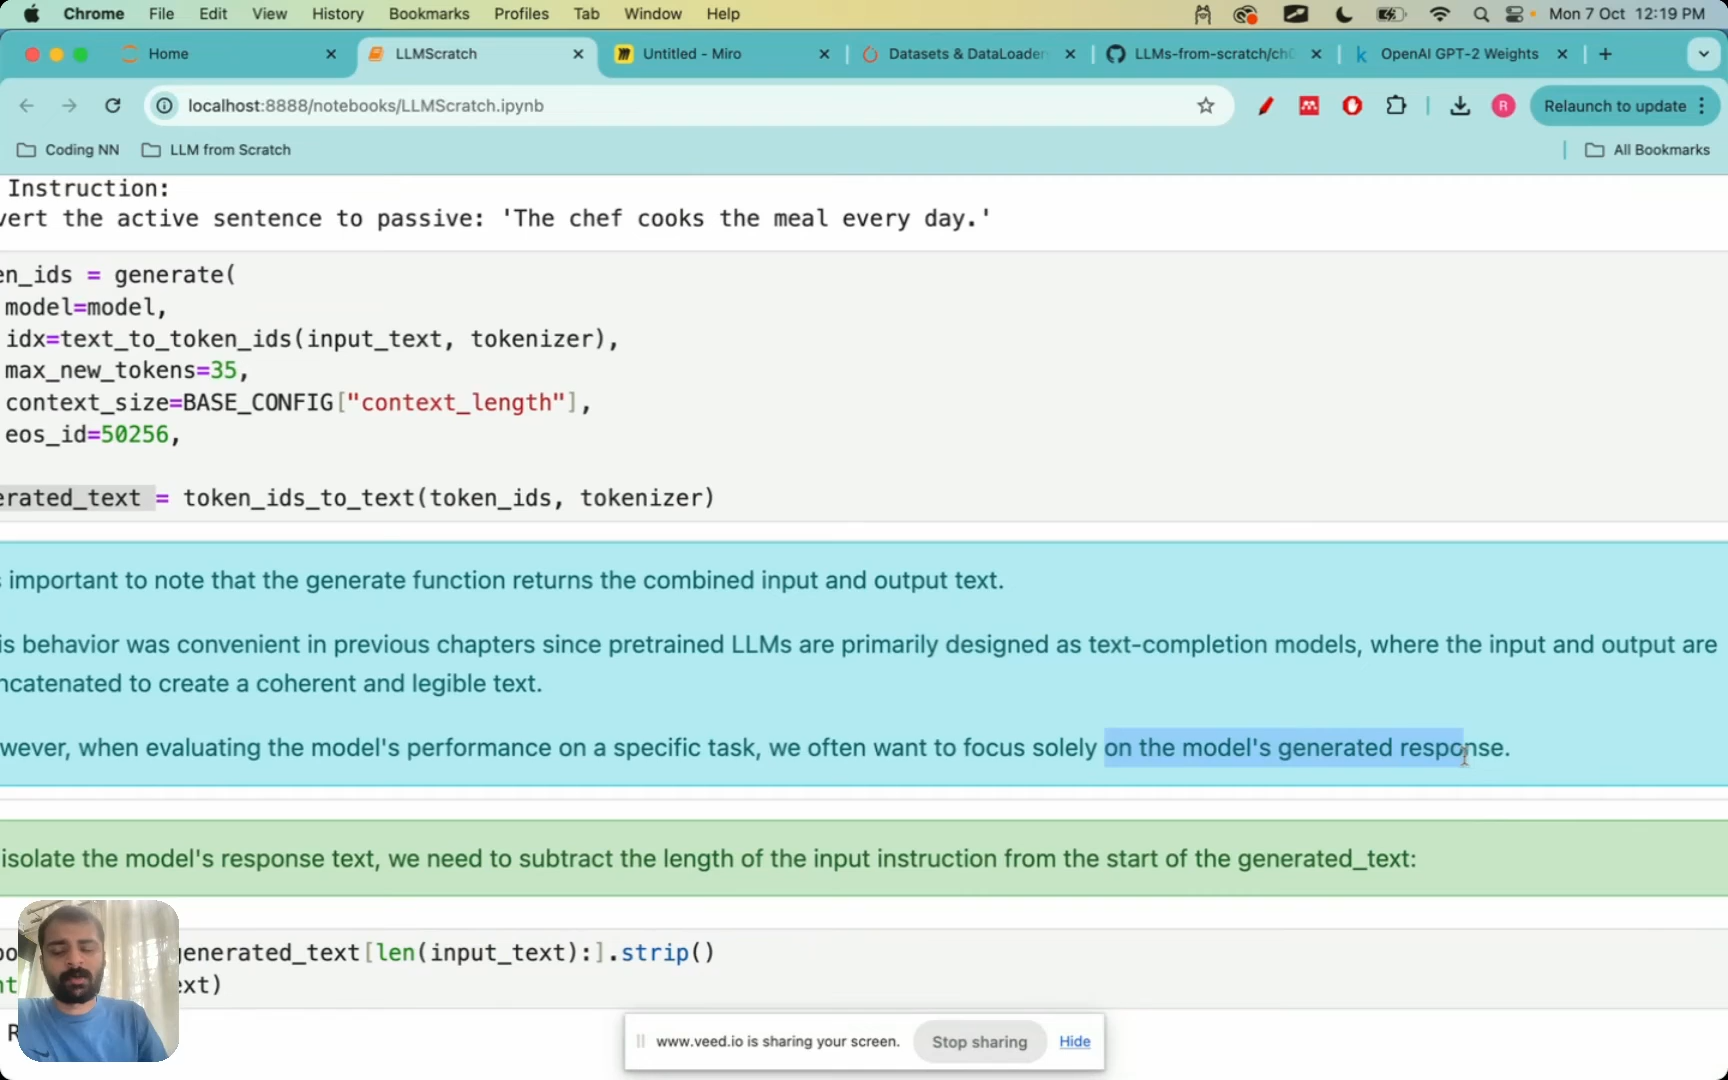 Chrome File Edit View History Bookmarks Profiles Tab Window Help Mon 7 Oct 12:19 PM
Home LLMScratch Untitled - Miro Datasets & DataLoader LLMs-from-scratch/ch OpenAI GPT-2 Weights
localhost:8888/notebooks/LLMScratch.ipynb R Relaunch to update
Coding NN LLM from Scratch All Bookmarks
Instruction:
vert the active sentence to passive: 'The chef cooks the meal every day.'
en_ids = generate(
model=model,
idx=text_to_token_ids(input_text, tokenizer),
max_new_tokens=35,
context_size=BASE_CONFIG["context_length"],
eos_id=50256,
erated_text = token_ids_to_text(token_ids, tokenizer)
s important to note that the generate function returns the combined input and output text.
is behavior was convenient in previous chapters since pretrained LLMs are primarily designed as text-completion models, where the input and output are
ncatenated to create a coherent and legible text.
wever, when evaluating the model's performance on a specific task, we often want to focus solely on the model's generated response.
isolate the model's response text, we need to subtract the length of the input instruction from the start of the generated_text:
enerated_text[len(input_text):].strip()
ext)
www.veed.io is sharing your screen. Stop sharing Hide